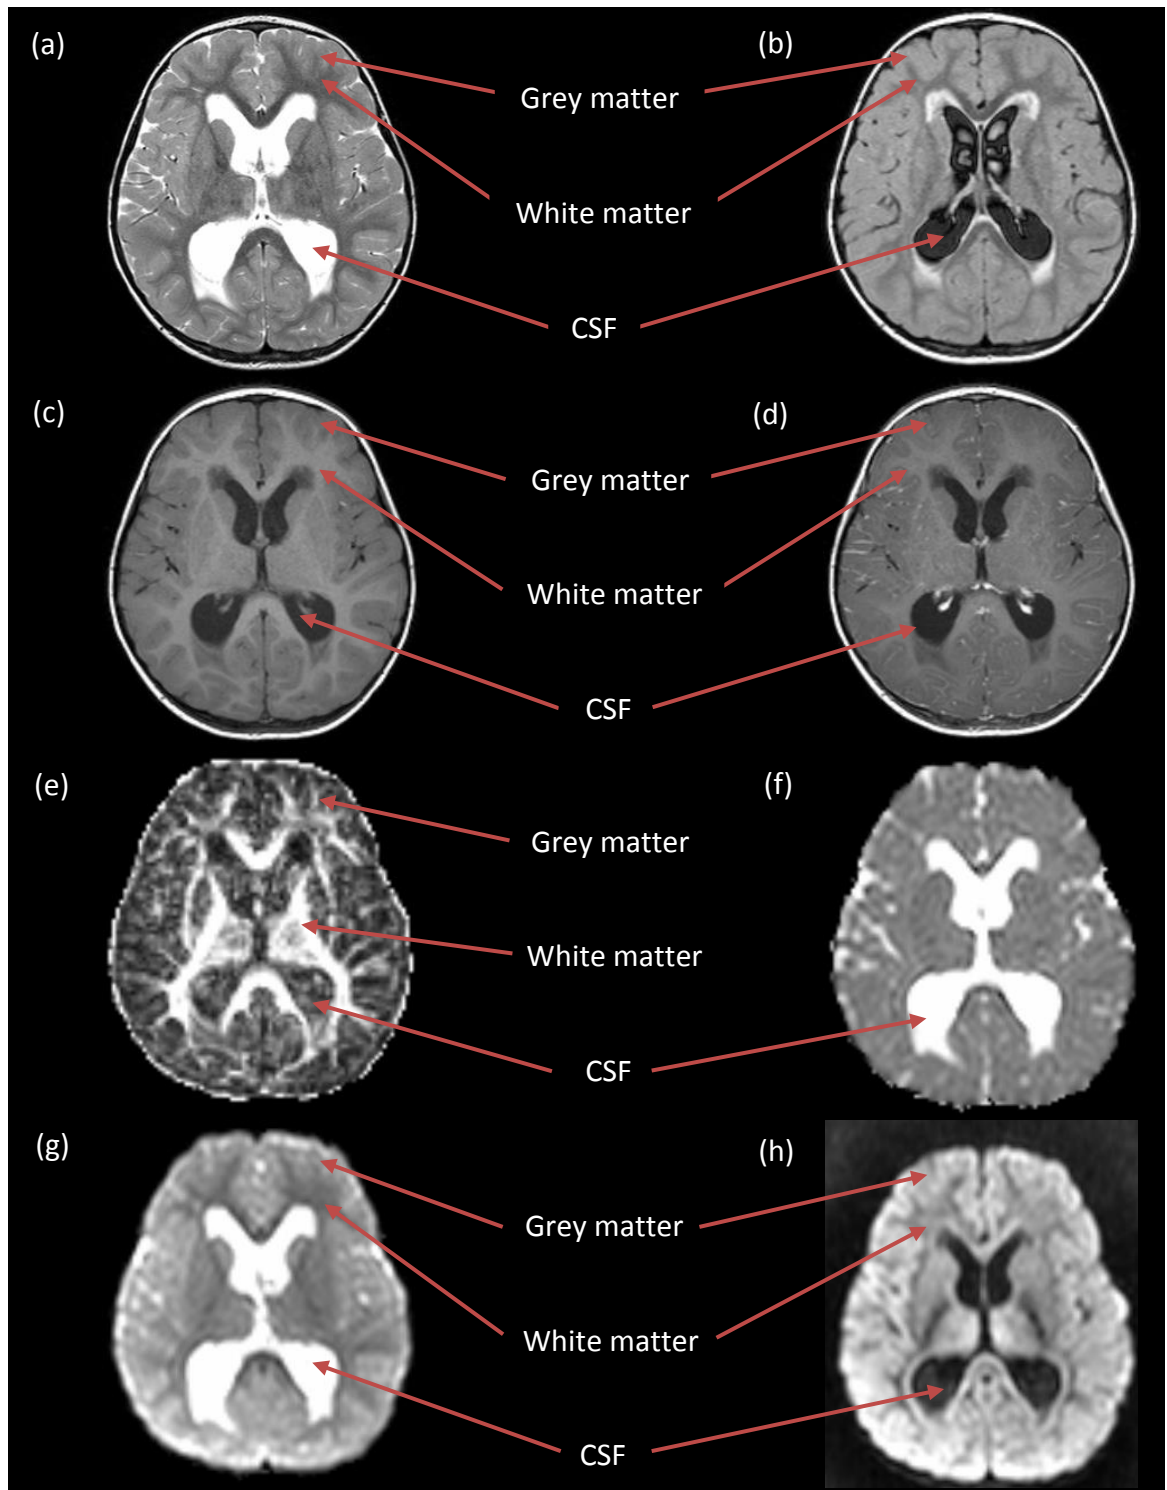 (a)
(b)
Grey matter
White matter
CSF
(c)
(d)
Grey matter
White matter
CSF
(e)
(f)
Grey matter
White matter
CSF
(g)
(h)
Grey matter
White matter
CSF